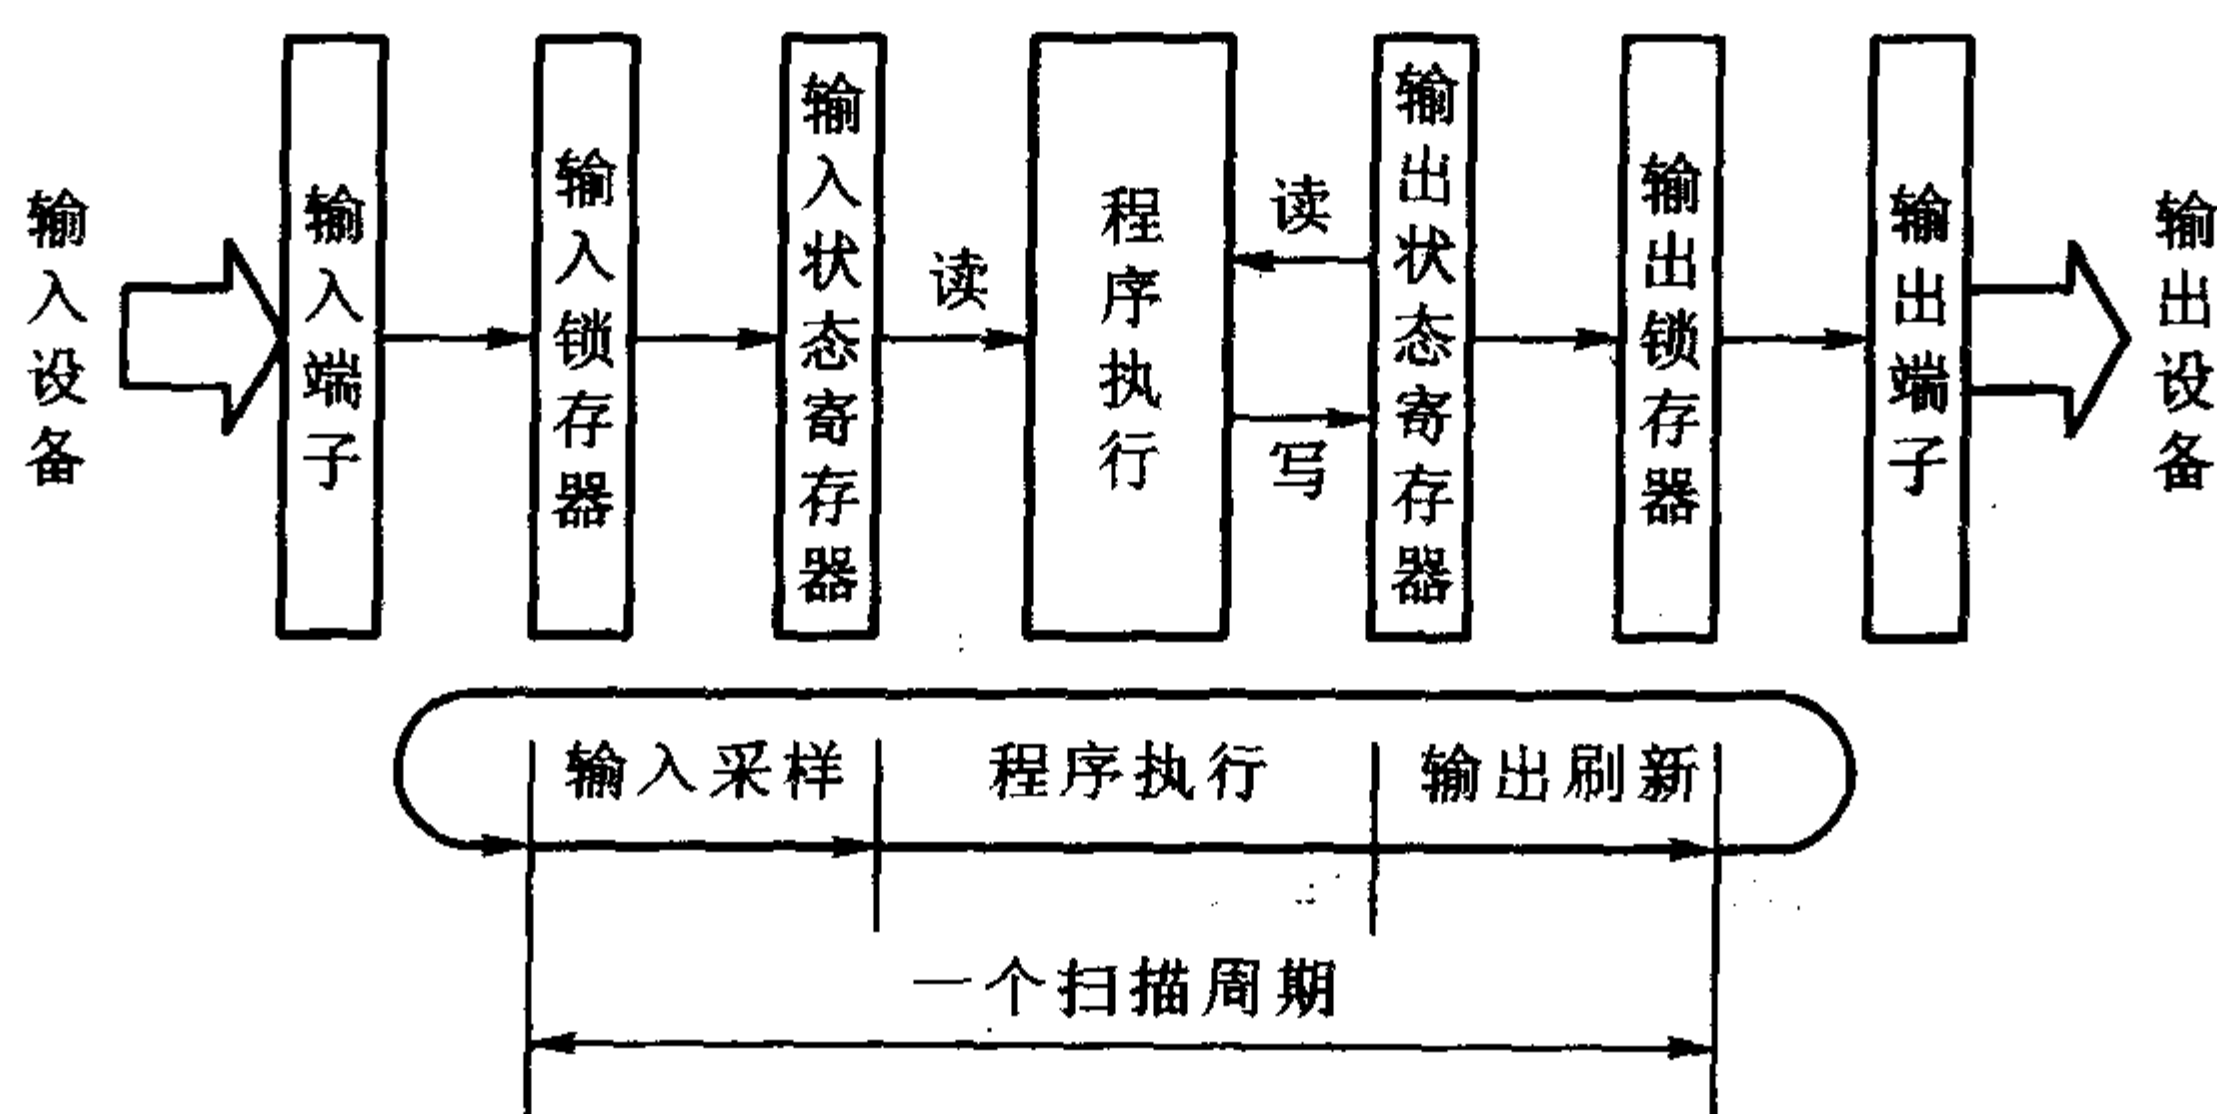 输入设备
输入端子
输入锁存器
输入状态寄存器
读
程序执行
读
写
输出状态寄存器
输出锁存器
输出端子
输出设备
输入采样
程序执行
输出刷新
一个扫描周期